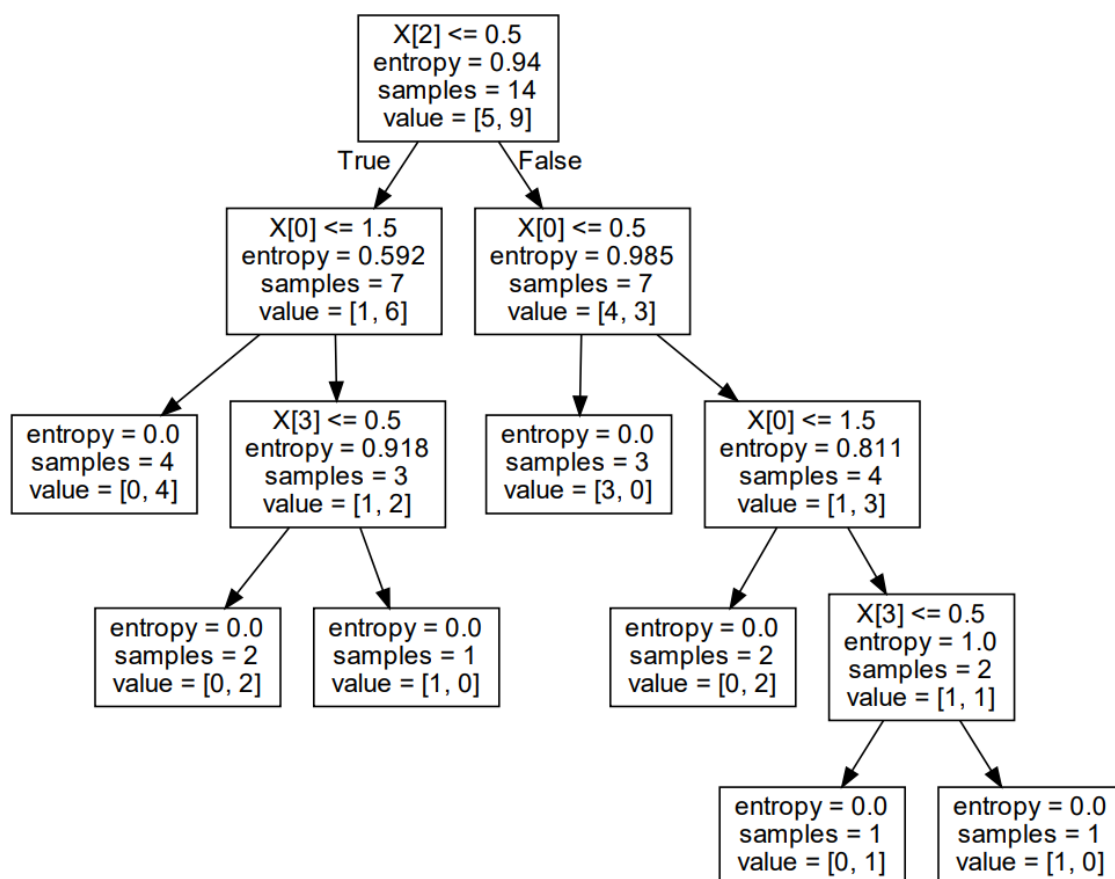 X[2] <= 0.5
entropy = 0.94
samples = 14
value = [5, 9]
True
False
X[0] <= 1.5
entropy = 0.592
samples = 7
value = [1, 6]
X[0] <= 0.5
entropy = 0.985
samples = 7
value = [4, 3]
entropy = 0.0
samples = 4
value = [0, 4]
X[3] <= 0.5
entropy = 0.918
samples = 3
value = [1, 2]
entropy = 0.0
samples = 3
value = [3, 0]
X[0] <= 1.5
entropy = 0.811
samples = 4
value = [1, 3]
entropy = 0.0
samples = 2
value = [0, 2]
entropy = 0.0
samples = 1
value = [1, 0]
entropy = 0.0
samples = 2
value = [0, 2]
X[3] <= 0.5
entropy = 1.0
samples = 2
value = [1, 1]
entropy = 0.0
samples = 1
value = [0, 1]
entropy = 0.0
samples = 1
value = [1, 0]